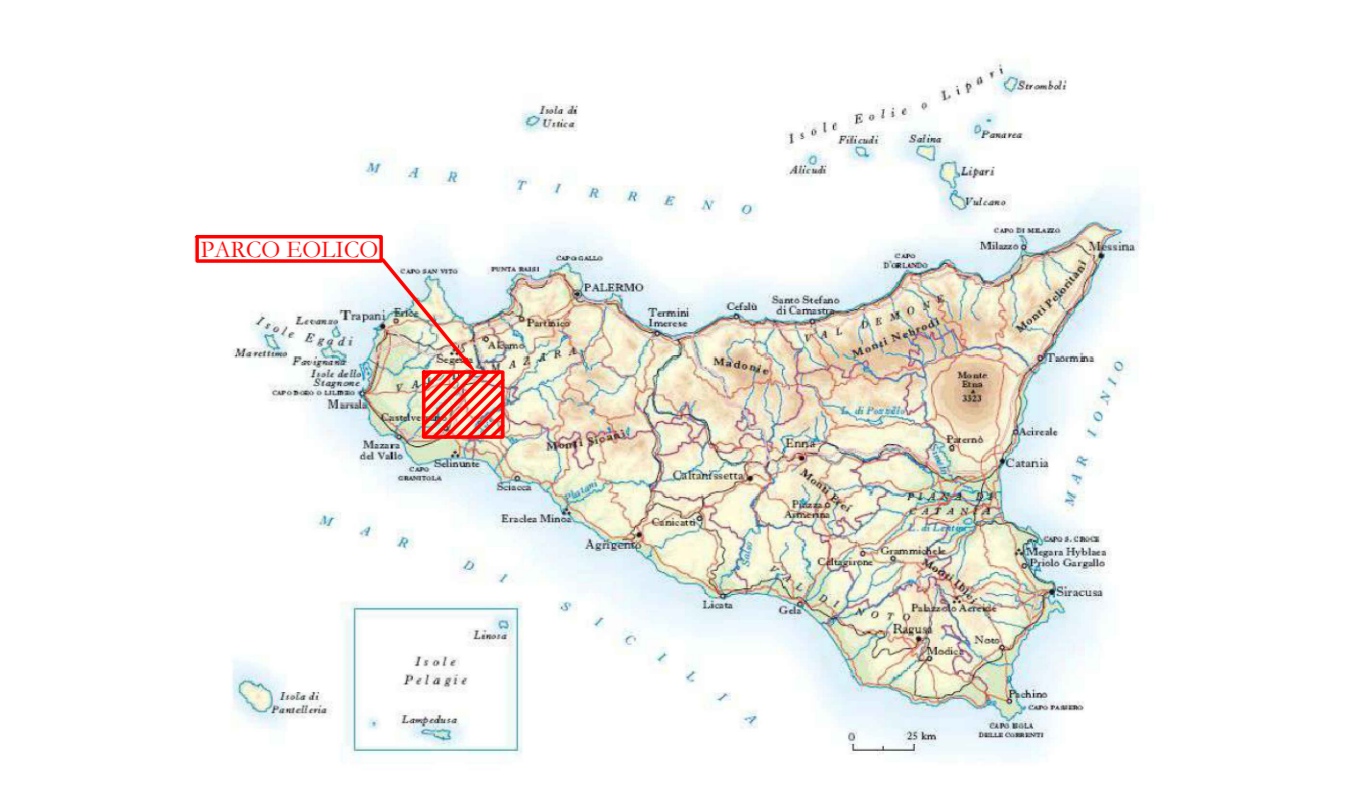 Stromboli
Isole Eolie o Lipari
Isola di
Ustica
Panarea
Filicudi
Salina
Alicudi
Lipari
Vulcano
MAR TIRRENO
CAPO DI MILAZZO
Milazzo
Messina
PARCO EOLICO
CAPO SAN VITO
PUNTA RAISI
CAPO GALLO
CAPO
D'ORLANDO
PALERMO
Monti Peloritani
Trapani
Erice
Levanzo
Isole Egadi
Partinico
Termini
Imerese
Cefalù
Santo Stefano
di Camastra
VAL DEMONE
Monti Nebrodi
Marettimo
Favignana
Alcamo
Segesta
MAZARA
Madonie
Taormina
Isole dello
Stagnone
CAPO BOEO O LILIBEO
Marsala
Monte
Etna
3323
MAR IONIO
Castelvetrano
L. di Pozzillo
Mazara
del Vallo
Selinunte
CAPO
GRANITOLA
Monti Sicani
Enna
Paternò
Acireale
Catania
Simeto
Sciacca
Platani
Caltanissetta
Monti Erei
Piazza
Armerina
PIANA DI
CATANIA
Eraclea Minoa
Canicattì
L. di Lentini
Agrigento
Salso
Caltagirone
Grammichele
CAPO S. CROCE
Megara Hyblaea
Priolo Gargallo
Monti Iblei
MAR DI SICILIA
Licata
Gela
VAL DI NOTO
Palazzolo Acreide
Siracusa
Ragusa
Modica
Noto
Linosa
Isole
Pelagie
Lampedusa
Isola di
Pantelleria
Pachino
CAPO PASSERO
CAPO ISOLA
DELLE CORRENTI
0 25 km